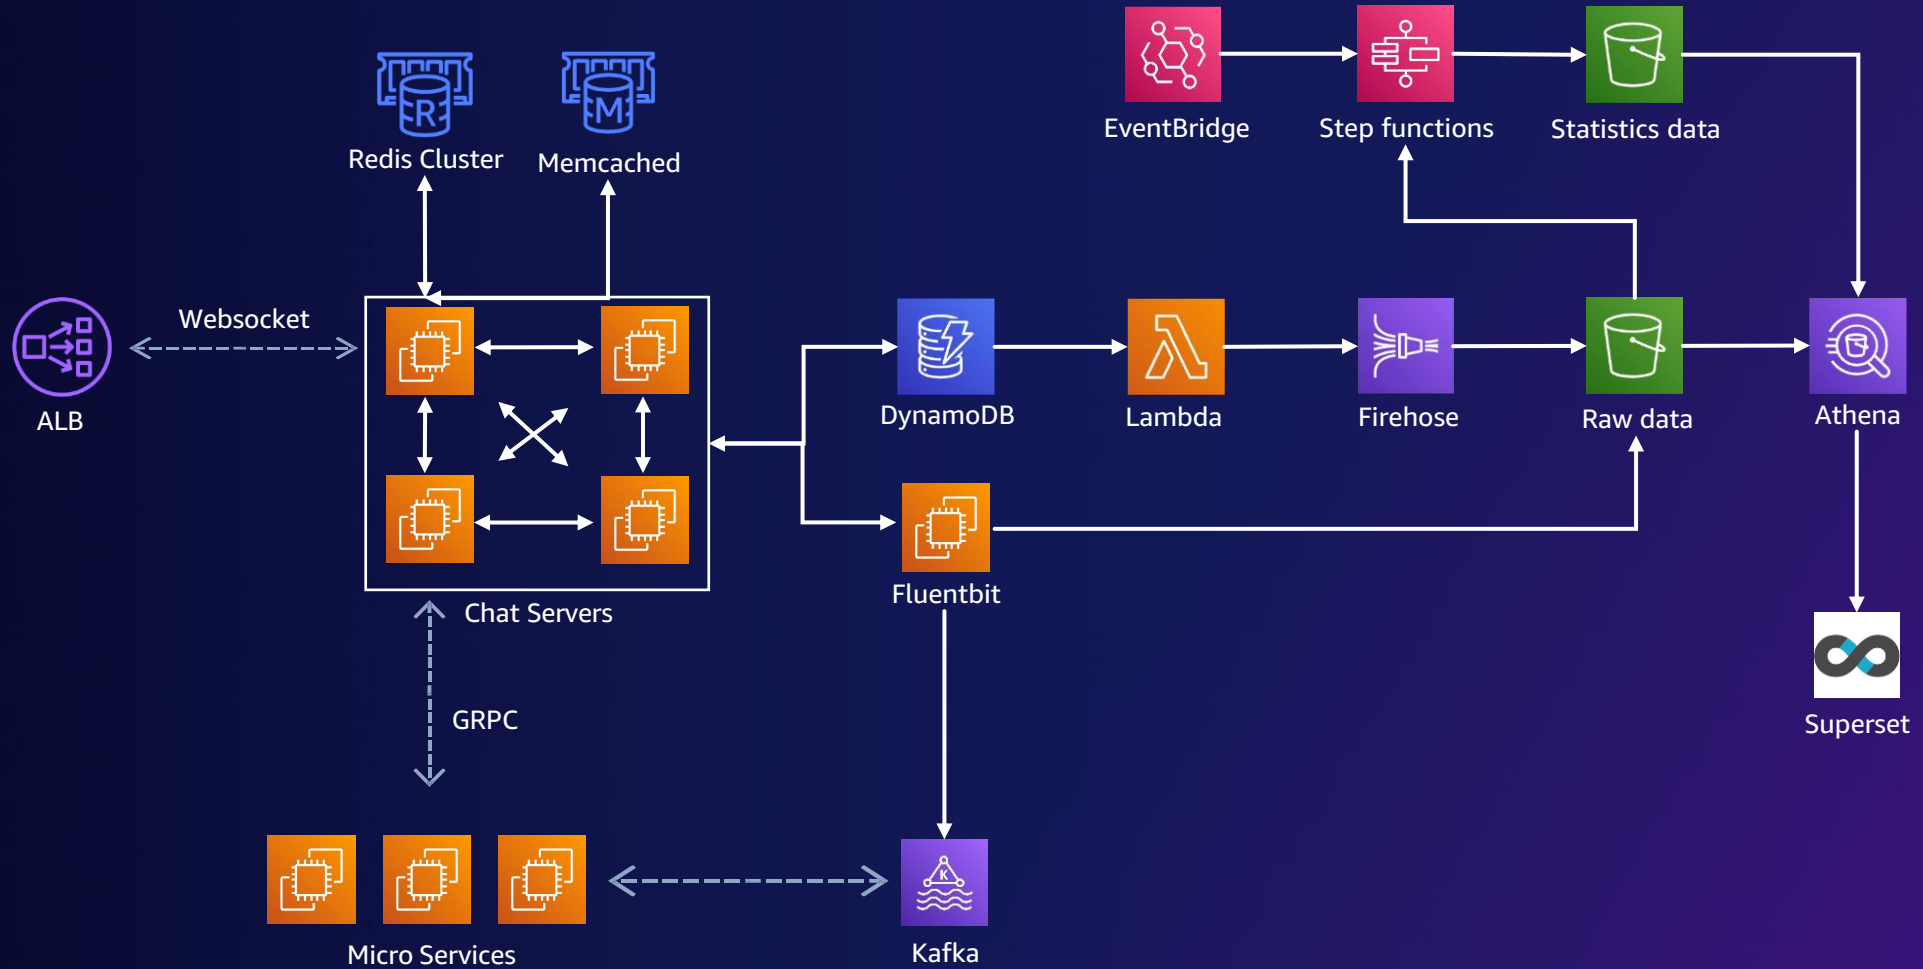 EventBridge
Step functions
Statistics data
R
M
Redis Cluster
Memcached
Websocket
ALB
DynamoDB
Lambda
Firehose
Raw data
Athena
Fluentbit
Chat Servers
GRPC
Superset
K
Micro Services
Kafka